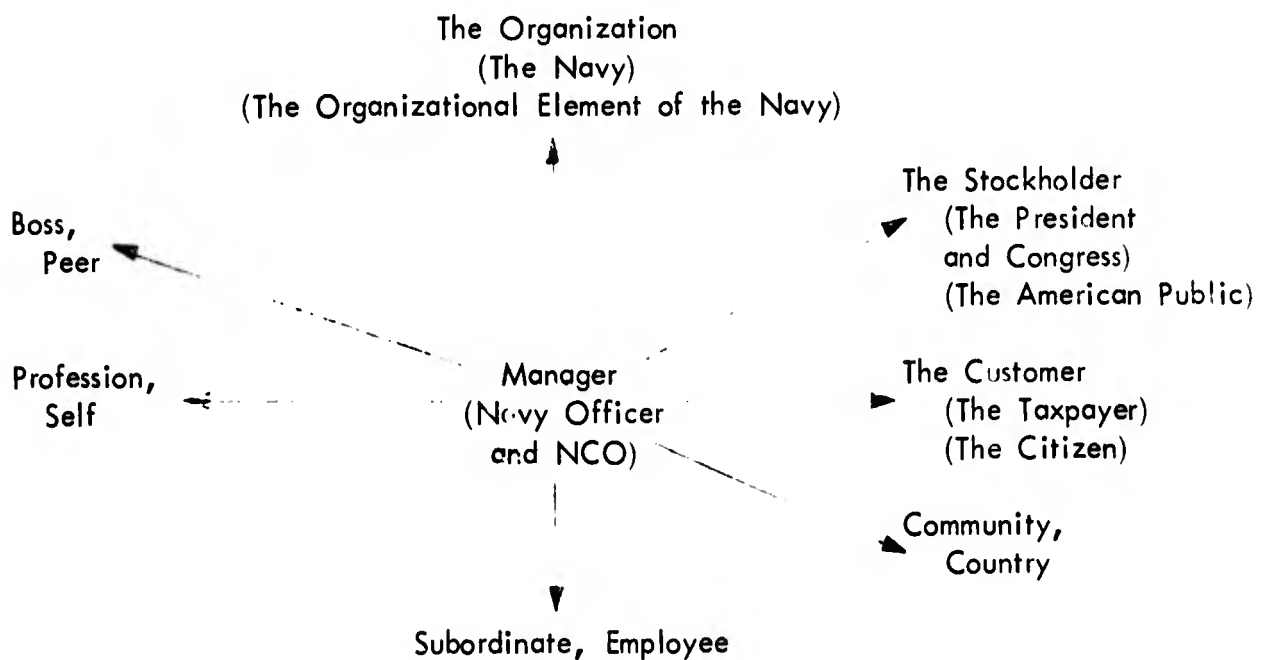 The Organization
(The Navy)
(The Organizational Element of the Navy)
The Stockholder
(The President
and Congress)
(The American Public)
Boss,
Peer
Profession,
Self
Manager
(Navy Officer
and NCO)
The Customer
(The Taxpayer)
(The Citizen)
Community,
Country
Subordinate, Employee